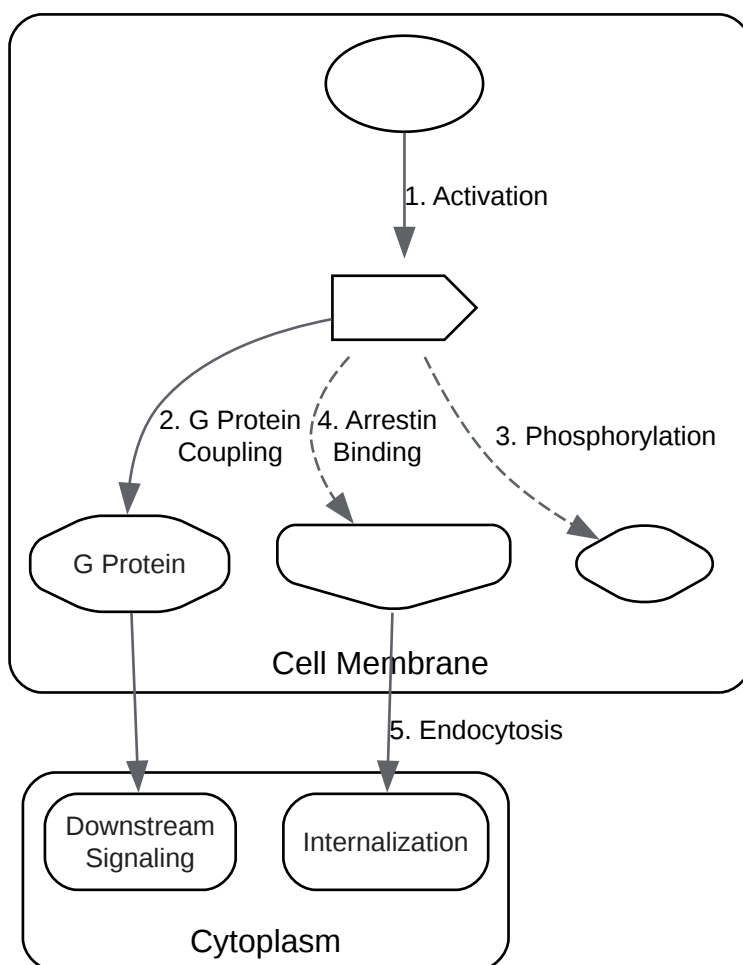 1. Activation
2. G Protein
Coupling
4. Arrestin
Binding
3. Phosphorylation
G Protein
Cell Membrane
5. Endocytosis
Downstream
Signaling
Internalization
Cytoplasm